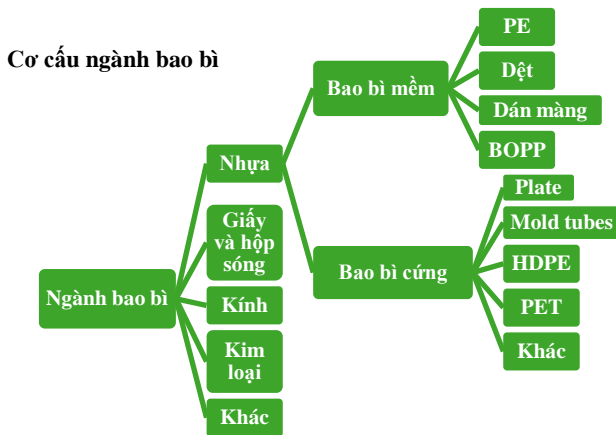 Cơ cấu ngành bao bì
Ngành bao bì
Nhựa
Giấy
và hộp
sóng
Kính
Kim
loại
Khác
Bao bì mềm
Bao bì cứng
PE
Dệt
Dán màng
BOPP
Plate
Mold tubes
HDPE
PET
Khác